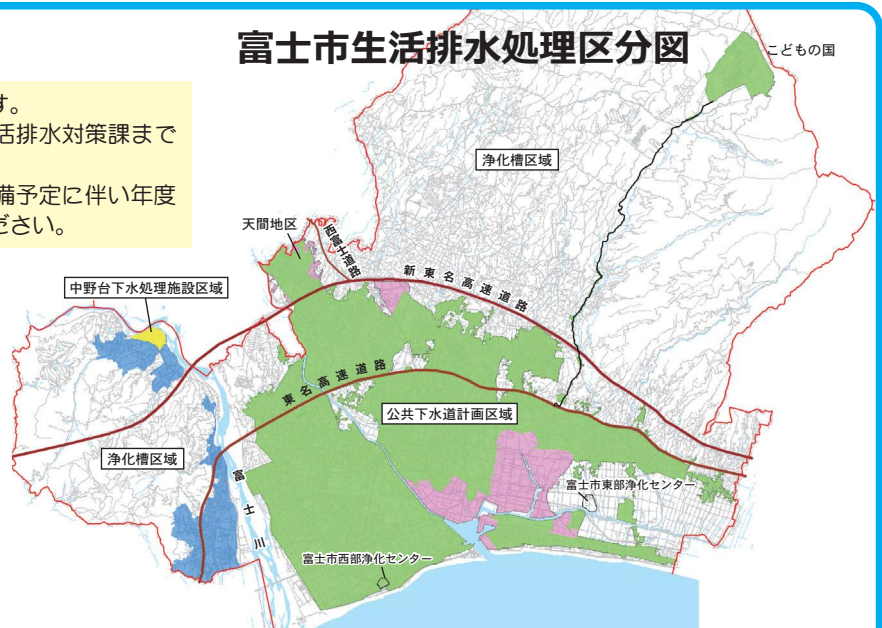 富士市生活排水処理区分図
す。
活排水対策課まで
備予定に伴い年度
ださい。
こどもの国
浄化槽区域
天間地区
西富士道路
新東名高速道路
中野台下水処理施設区域
東名高速道路
公共下水道計画区域
浄化槽区域
富士川
富士市東部浄化センター
富士市西部浄化センター